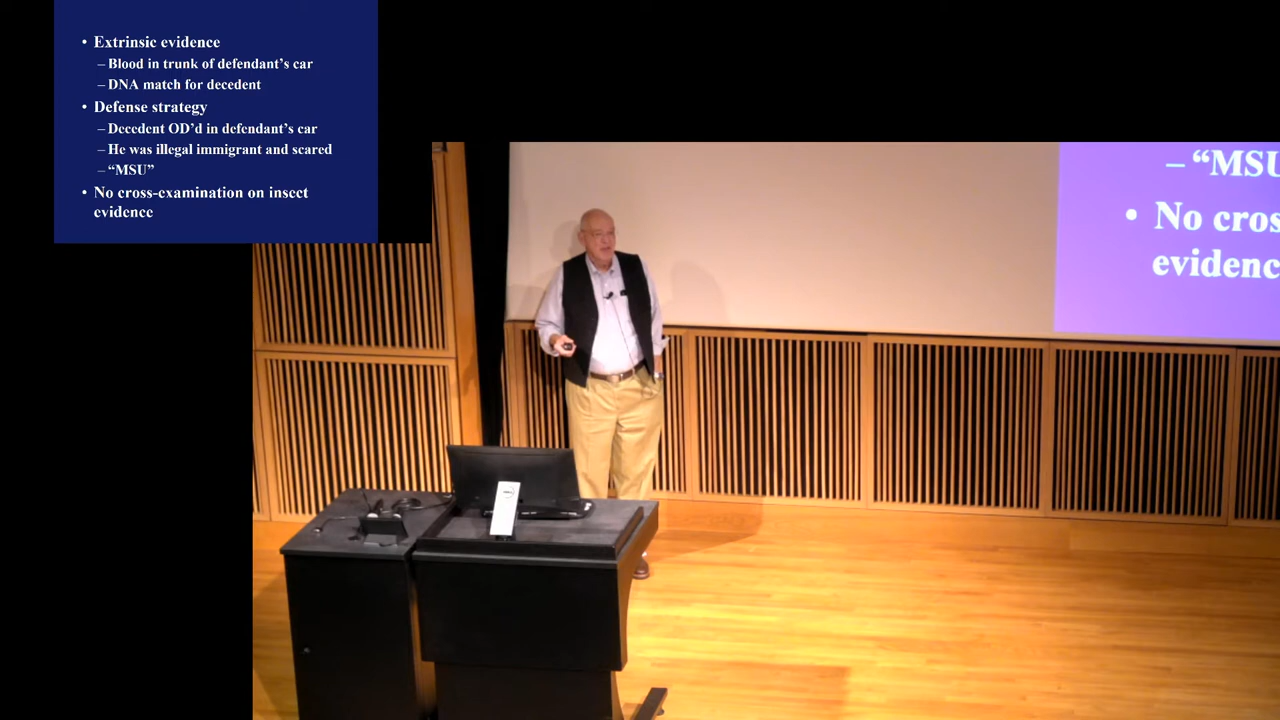 • Extrinsic evidence
– Blood in trunk of defendant's car
– DNA match for decedent
• Defense strategy
– Decedent OD'd in defendant's car
– He was illegal immigrant and scared
– “MSU”
• No cross-examination on insect
evidence
– “MSU
• No cros
evidenc
DELL